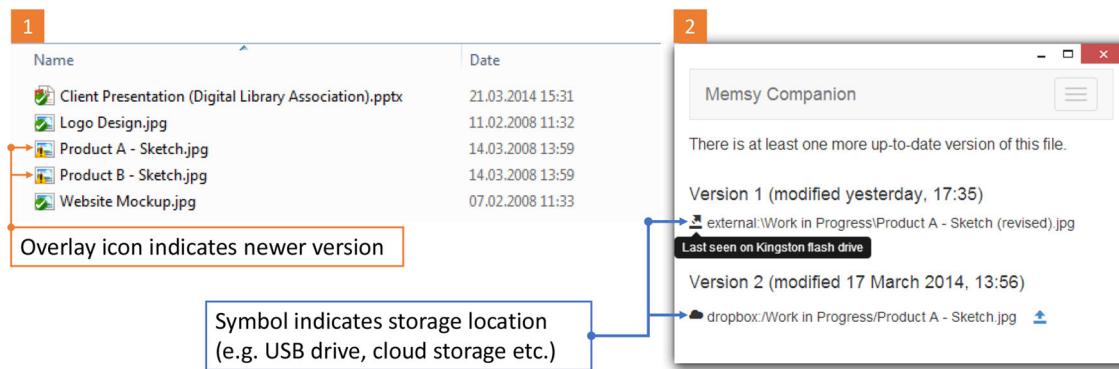 1
Name Date
Client Presentation (Digital Library Association).pptx 21.03.2014 15:31
Logo Design.jpg 11.02.2008 11:32
Product A - Sketch.jpg 14.03.2008 13:59
Product B - Sketch.jpg 14.03.2008 13:59
Website Mockup.jpg 07.02.2008 11:33
Overlay icon indicates newer version
Symbol indicates storage location
(e.g. USB drive, cloud storage etc.)
2
Memsy Companion
There is at least one more up-to-date version of this file.
Version 1 (modified yesterday, 17:35)
external:\Work in Progress\Product A - Sketch (revised).jpg
Last seen on Kingston flash drive
Version 2 (modified 17 March 2014, 13:56)
dropbox:/Work in Progress/Product A - Sketch.jpg